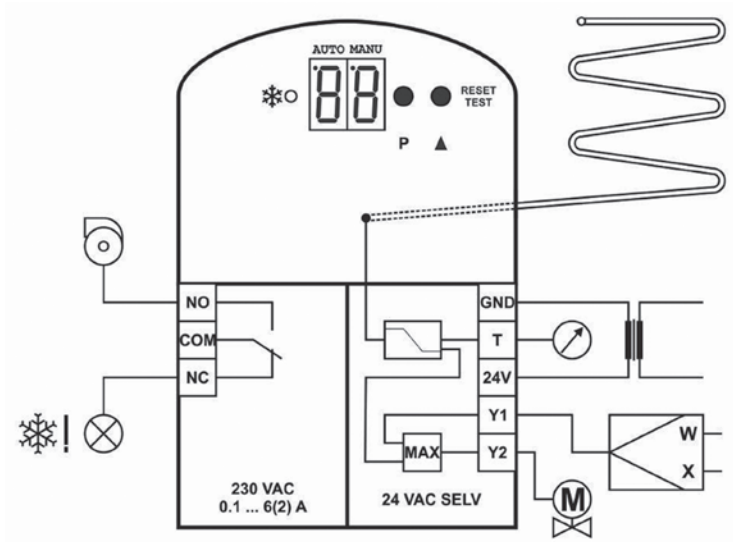 AUTO MANU
88
RESET
TEST
P ▲
NO
COM
NC
GND
T
24V
Y1
Y2
MAX
W
X
M
230 VAC
0.1 ... 6(2) A
24 VAC SELV